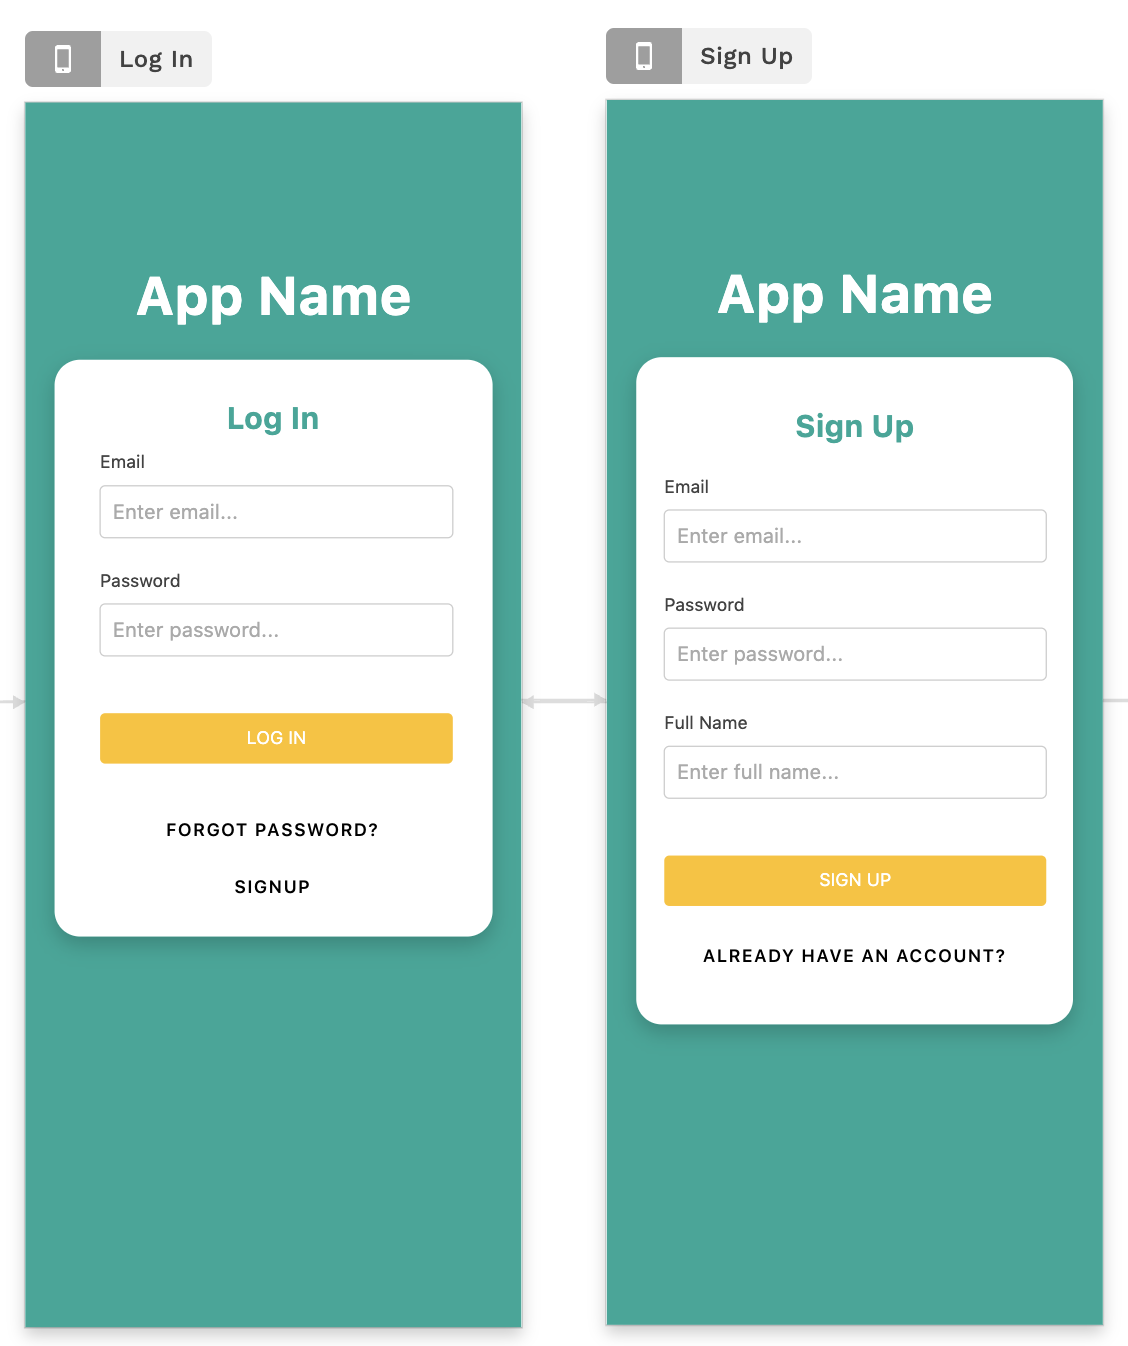 Log In
App Name
Log In
Email
Enter email...
Password
Enter password...
LOG IN
FORGOT PASSWORD?
SIGNUP
Sign Up
App Name
Sign Up
Email
Enter email...
Password
Enter password...
Full Name
Enter full name...
SIGN UP
ALREADY HAVE AN ACCOUNT?